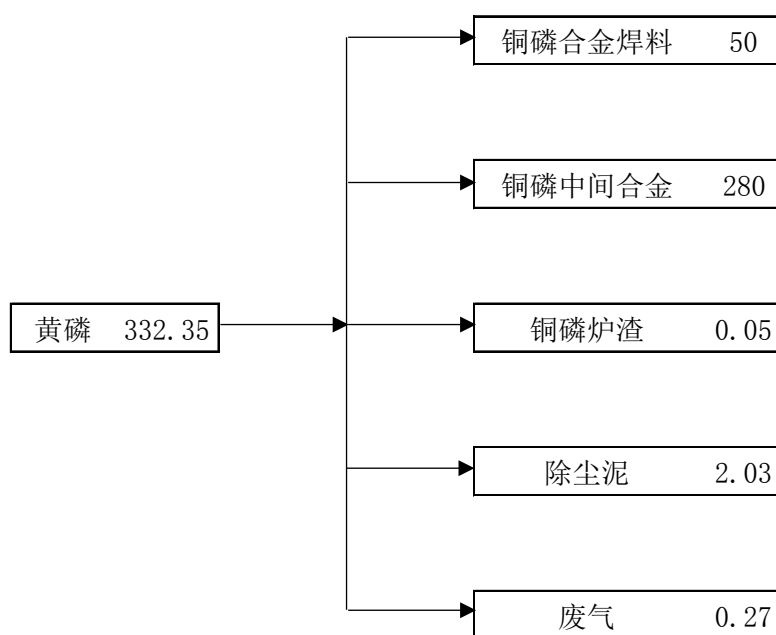 铜磷合金焊料 50
铜磷中间合金 280
黄磷 332.35
铜磷炉渣 0.05
除尘泥 2.03
废气 0.27